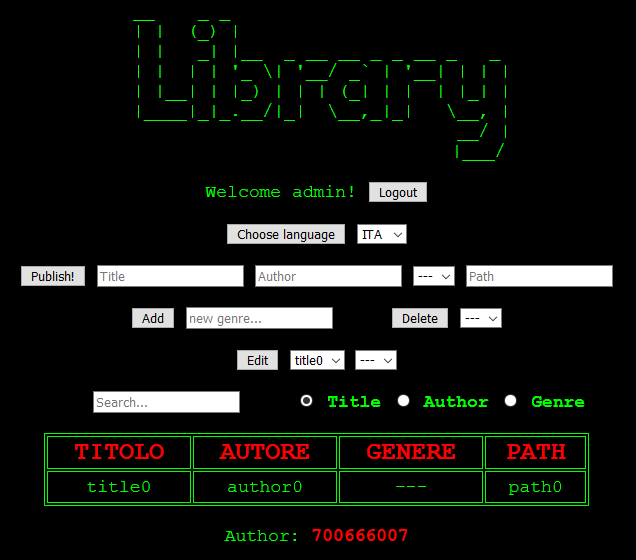 Library
Welcome admin! Logout
Choose language ITA
Publish! Title Author --- Path
Add new genre... Delete ---
Edit title0 ---
Search... Title Author Genre
TITOLO AUTORE GENERE PATH
title0 author0 --- path0
Author: 700666007